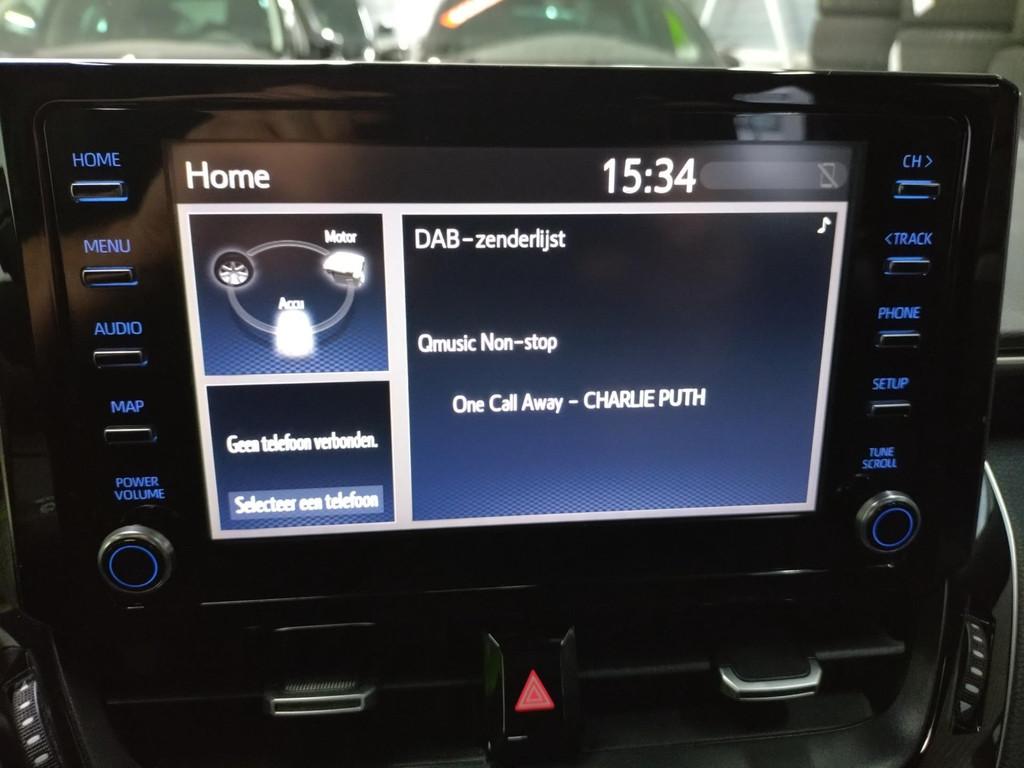 HOME
MENU
AUDIO
MAP
POWER
VOLUME
Home
15:34
Motor
Accu
Geen telefoon verbonden.
Selecteer een telefoon
DAB-zenderlijst
Qmusic Non-stop
One Call Away - CHARLIE PUTH
CH >
< TRACK
PHONE
SETUP
TUNE
SCROLL